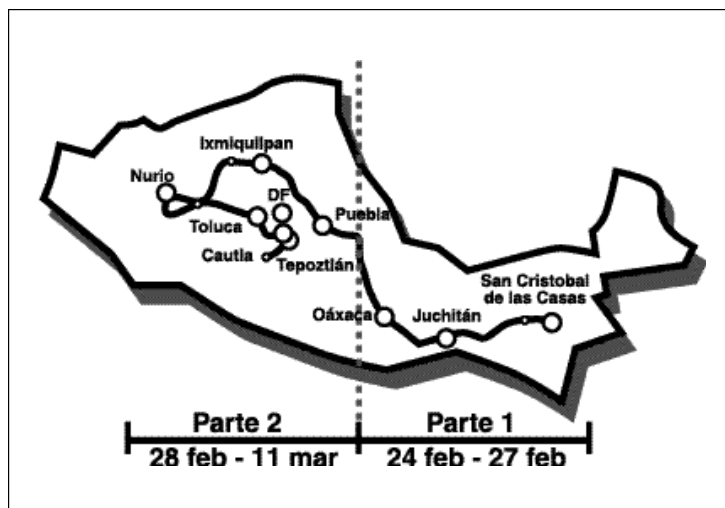 Ixmiquilpan
Nurio
DF
Toluca
Puebla
Cautla
Tepoztlán
San Cristobal
de las Casas
Oáxaca
Juchitán
Parte 2
Parte 1
28 feb - 11 mar
24 feb - 27 feb